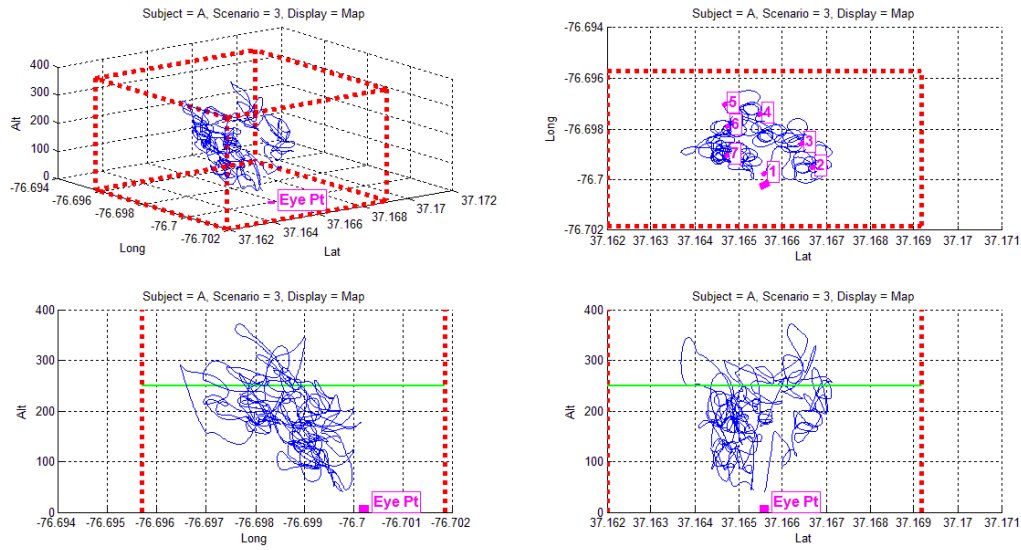 Subject = A, Scenario = 3, Display = Map
400
300
200
100
0
Alt
-76.694
-76.696
-76.698
-76.7
-76.702
Long
37.162
37.164
37.166
37.168
37.17
37.172
Lat
Eye Pt
Subject = A, Scenario = 3, Display = Map
-76.694
-76.696
-76.698
-76.7
-76.702
Long
5
4
6
3
7
2
1
37.162 37.163 37.164 37.165 37.166 37.167 37.168 37.169 37.17 37.171
Lat
Subject = A, Scenario = 3, Display = Map
400
300
200
100
0
Alt
Eye Pt
-76.694 -76.695 -76.696 -76.697 -76.698 -76.699 -76.7 -76.701 -76.702
Long
Subject = A, Scenario = 3, Display = Map
400
300
200
100
0
Alt
Eye Pt
37.162 37.163 37.164 37.165 37.166 37.167 37.168 37.169 37.17 37.171
Lat